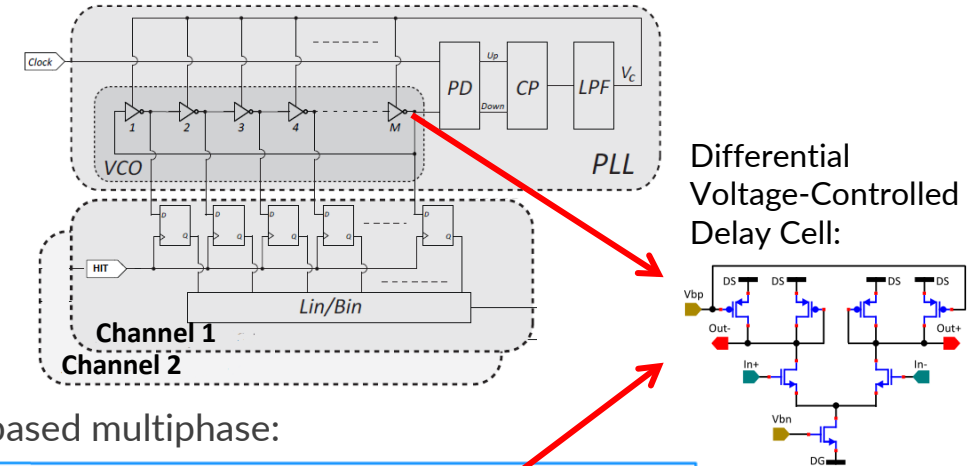 Clock
Up
PD
CP
LPF
Vc
Down
1
2
3
4
M
VCO
PLL
Differential
Voltage-Controlled
Delay Cell:
D
D
D
D
D
Q
Q
Q
Q
Q
HIT
Lin/Bin
Channel 1
Channel 2
DS
DS
DS
DS
Vbp
Out-
Out+
In+
In-
Vbn
DG
based multiphase: